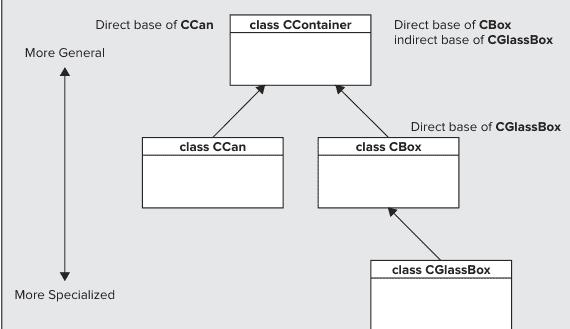 Direct base of CCan
class CContainer
Direct base of CBox
indirect base of CGlassBox
More General
Direct base of CGlassBox
class CCan
class CBox
class CGlassBox
More Specialized